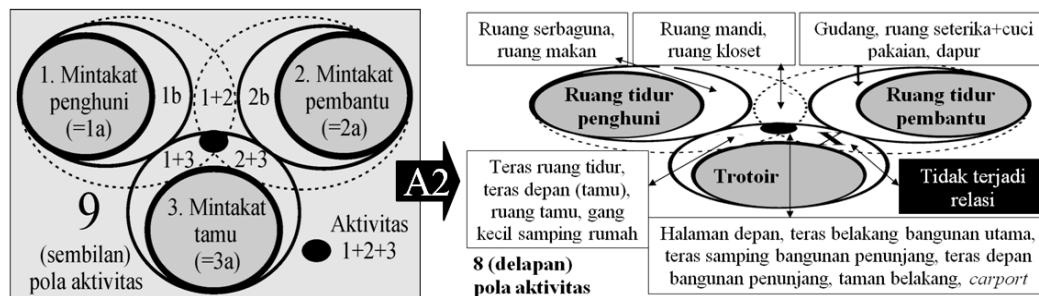 1. Mintakat
penghuni
(=1a)
1b
1+2
2b
2. Mintakat
pembantu
(=2a)
1+3
2+3
3. Mintakat
tamu
(=3a)
9
(sembilan)
pola aktivitas
Aktivitas
1+2+3
A2
Ruang serbaguna,
ruang makan
Ruang mandi,
ruang kloset
Gudang, ruang seterika+cuci
pakaian, dapur
Ruang tidur
penghuni
Ruang tidur
pembantu
Trotoir
Teras ruang tidur,
teras depan (tamu),
ruang tamu, gang
kecil samping rumah
Tidak terjadi
relasi
8 (delapan)
pola aktivitas
Halaman depan, teras belakang bangunan utama,
teras samping bangunan penunjang, teras depan
bangunan penunjang, taman belakang, carport